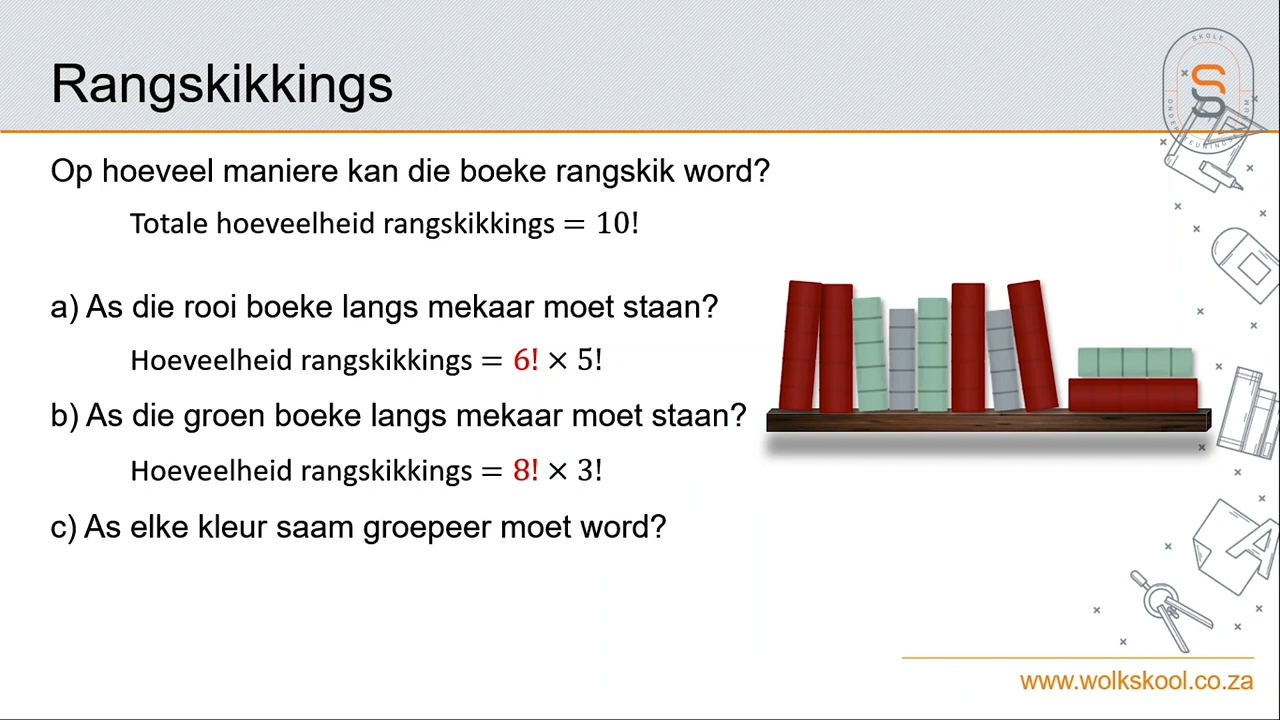 Rangskikkings
SKOLE
ONDERSTEUNINGSENTRUM
Op hoeveel maniere kan die boeke rangskik word?
Totale hoeveelheid rangskikkings = 10!
a) As die rooi boeke langs mekaar moet staan?
Hoeveelheid rangskikkings = 6! × 5!
b) As die groen boeke langs mekaar moet staan?
Hoeveelheid rangskikkings = 8! × 3!
c) As elke kleur saam groepeer moet word?
www.wolkskool.co.za